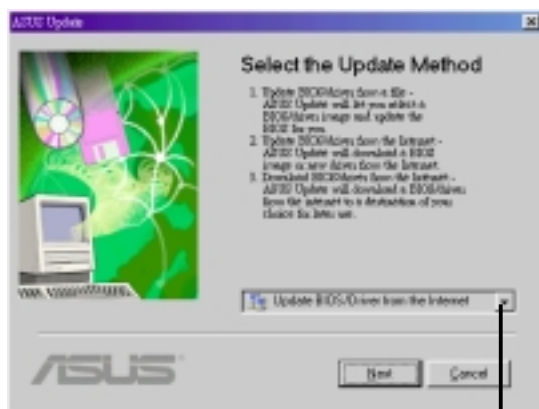 ASUS Update
Select the Update Method
1. Update BIOS/drivers from a file -
ASUS Update will let you select a
BIOS/drivers image and update the
BIOS for you.
2. Update BIOS/drivers from the Internet -
ASUS Update will download a BIOS
image or new drivers from the Internet.
3. Download BIOS/drivers from the Internet -
ASUS Update will download a BIOS/drivers
from the internet to a destination of your
choice for later use.
Update BIOS/Driver from the Internet
ASUS
Next
Cancel